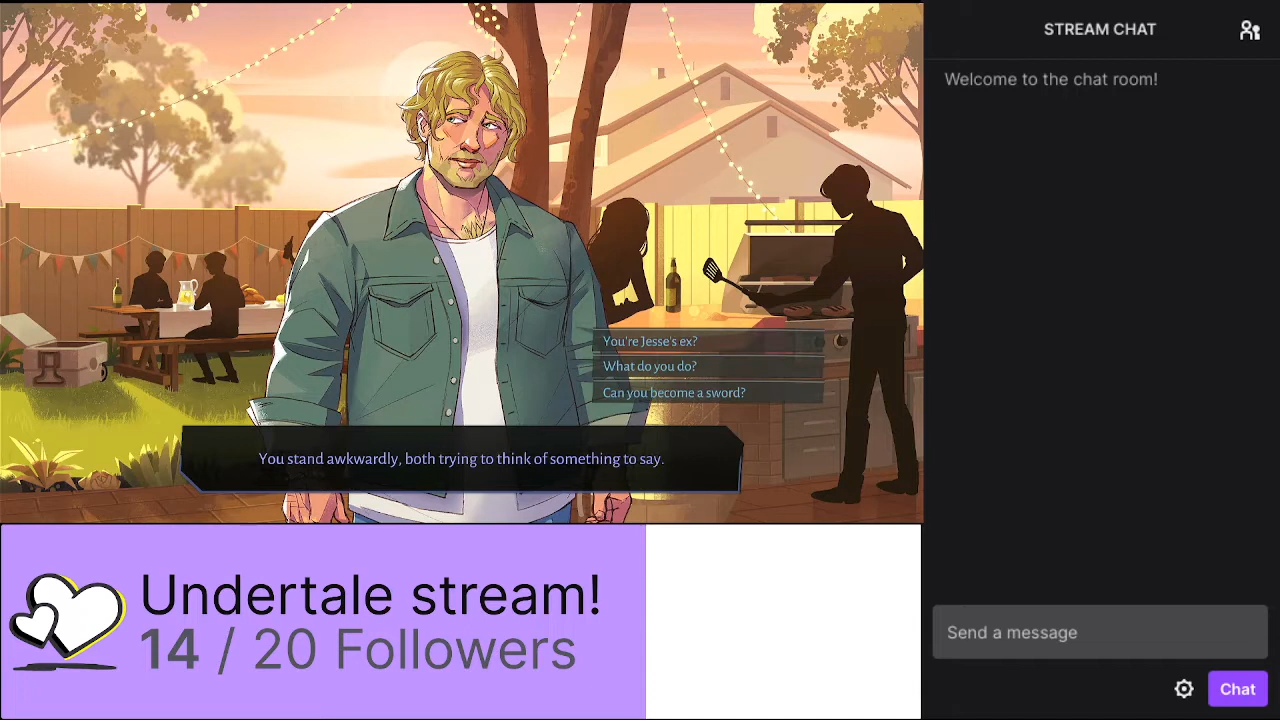 STREAM CHAT
Welcome to the chat room!
You're Jesse's ex?
What do you do?
Can you become a sword?
You stand awkwardly, both trying to think of something to say.
Undertale stream!
14 / 20 Followers
Send a message
Chat